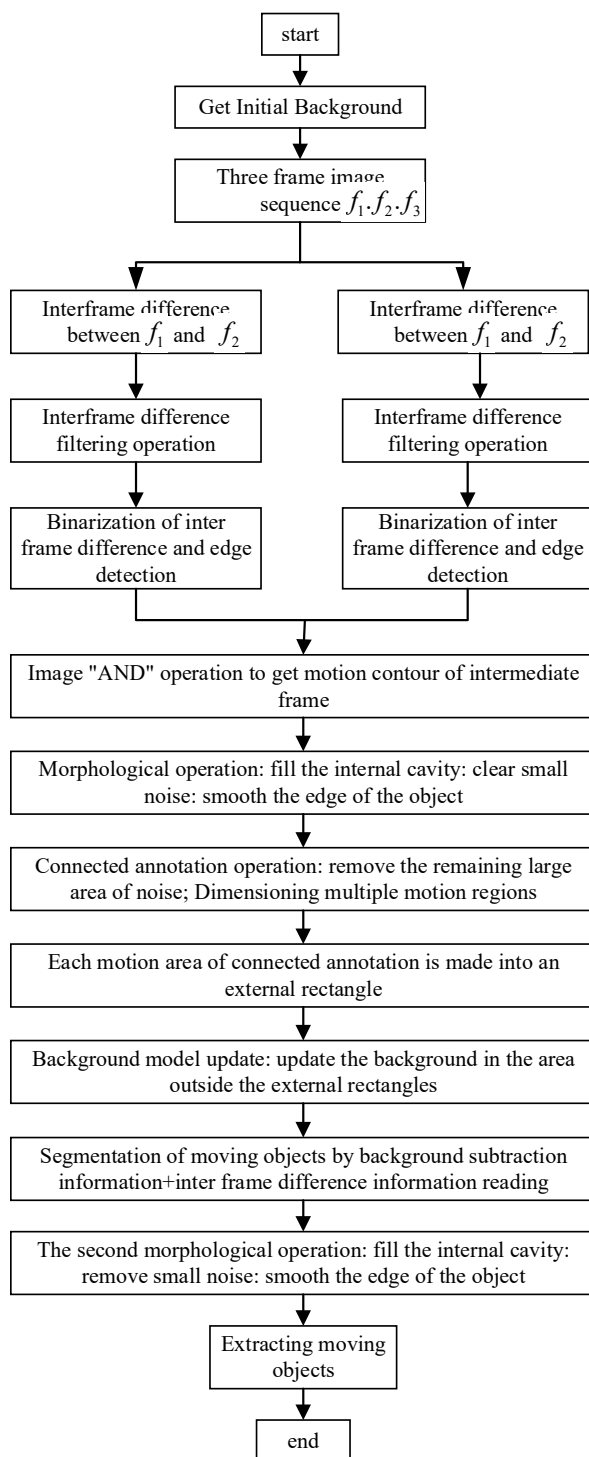 start
Get Initial Background
Three frame image
sequence f₁.f₂.f₃
Interframe difference
between f₁ and f₂
Interframe difference
between f₁ and f₂
Interframe difference
filtering operation
Interframe difference
filtering operation
Binarization of inter
frame difference and edge
detection
Binarization of inter
frame difference and edge
detection
Image "AND" operation to get motion contour of intermediate
frame
Morphological operation: fill the internal cavity: clear small
noise: smooth the edge of the object
Connected annotation operation: remove the remaining large
area of noise; Dimensioning multiple motion regions
Each motion area of connected annotation is made into an
external rectangle
Background model update: update the background in the area
outside the external rectangles
Segmentation of moving objects by background subtraction
information+inter frame difference information reading
The second morphological operation: fill the internal cavity:
remove small noise: smooth the edge of the object
Extracting moving
objects
end